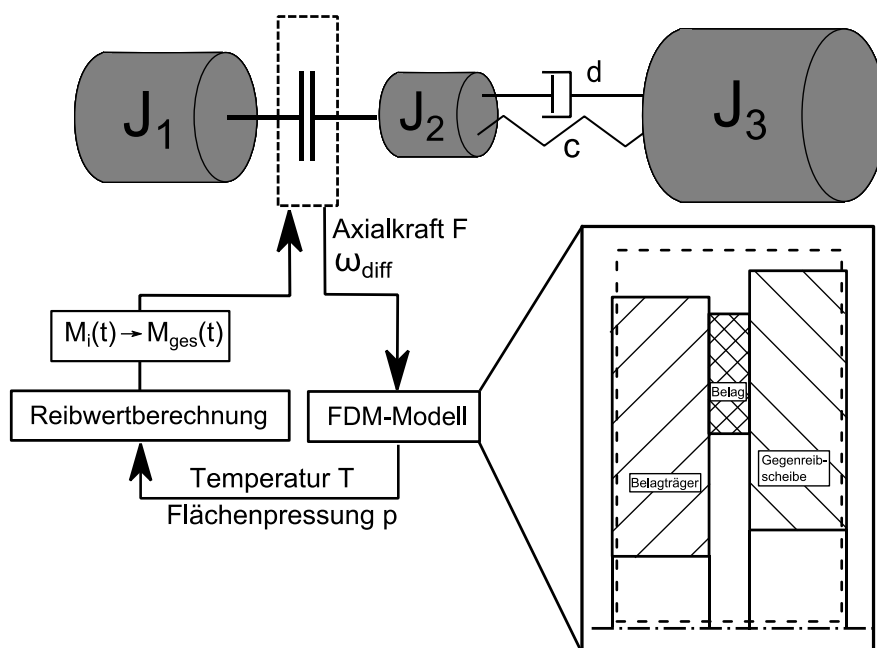 J1
J2
d
c
J3
Axialkraft F
ωdiff
Mi(t)→Mges(t)
Reibwertberechnung
FDM-Modell
Temperatur T
Flächenpressung p
Belag
Belagträger
Gegenreib-
scheibe